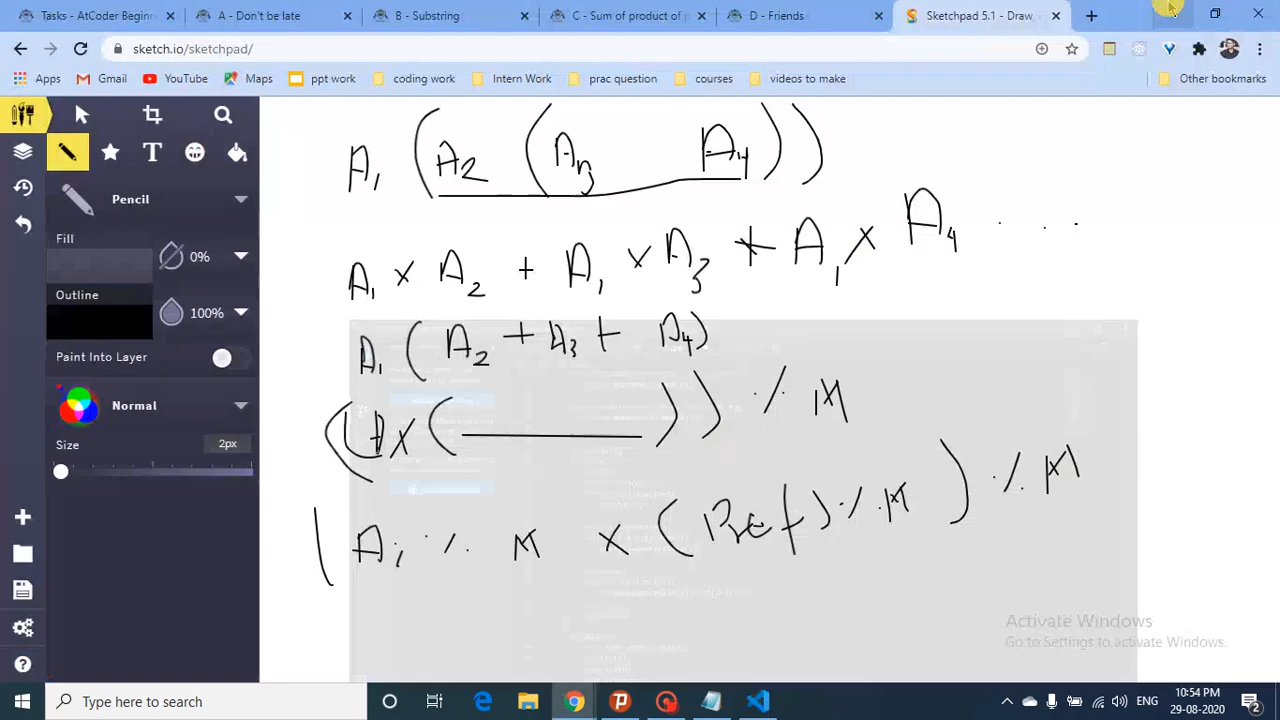 Tasks - AtCoder Beginn
A - Don't be late
B - Substring
C - Sum of product of p
D - Friends
Sketchpad 5.1 - Draw,
sketch.io/sketchpad/
Apps
Gmail
YouTube
Maps
ppt work
coding work
Intern Work
prac question
courses
videos to make
Other bookmarks
Pencil
Fill
0%
Outline
100%
Paint Into Layer
Normal
Size
2px
A1 (A2 (A3 A4))
A1 × A2 + A1 × A3 + A1 × A4 . . .
A1 ( A2 + A3 + A4)
× ( ) ) % M
( Ai % M × (Pref) % M ) % M
Activate Windows
Go to Settings to activate Windows.
Type here to search
ENG
10:54 PM
29-08-2020
2